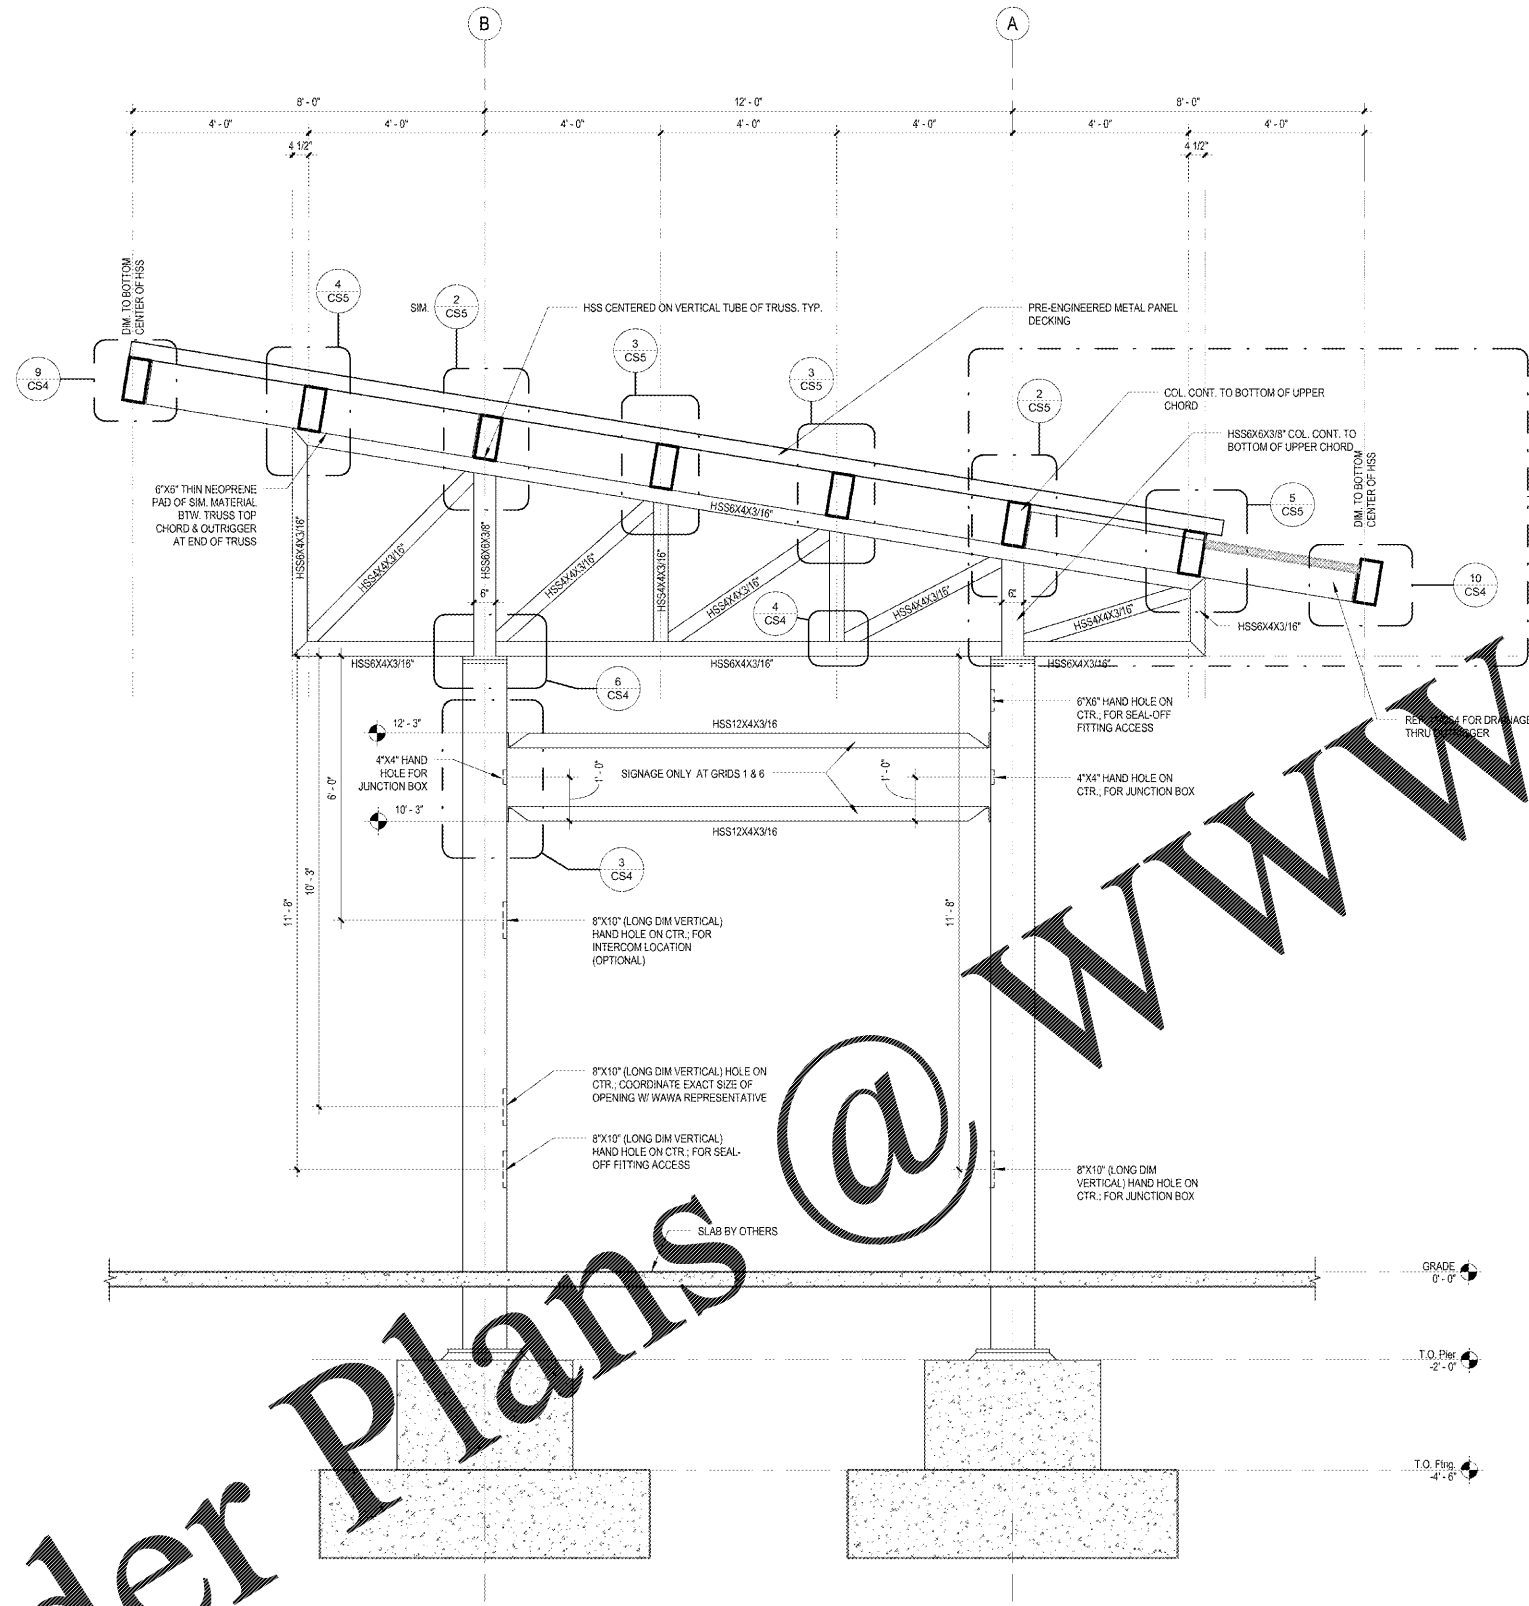 B
A
8' - 0"
12' - 0"
8' - 0"
4' - 0"
4' - 0"
4' - 0"
4' - 0"
4' - 0"
4' - 0"
4' - 0"
4 1/2"
4 1/2"
DIM. TO BOTTOM
CENTER OF HSS
4
CS5
SIM.
2
CS5
HSS CENTERED ON VERTICAL TUBE OF TRUSS. TYP.
PRE-ENGINEERED METAL PANEL
DECKING
3
CS5
3
CS5
9
CS4
2
CS5
COL. CONT. TO BOTTOM OF UPPER
CHORD
HSS6X6X3/8" COL. CONT. TO
BOTTOM OF UPPER CHORD
DIM. TO BOTTOM
CENTER OF HSS
6"X6" THIN NEOPRENE
PAD OF SIM. MATERIAL
BTW. TRUSS TOP
CHORD & OUTRIGGER
AT END OF TRUSS
5
CS5
HSS6X4X3/16"
HSS6X4X3/16"
HSS4X4X3/16"
HSS6X6X3/8"
HSS4X4X3/16"
HSS4X4X3/16"
HSS4X4X3/16"
HSS4X4X3/16"
HSS4X4X3/16"
6"
6"
4
CS4
10
CS4
HSS6X4X3/16"
HSS6X4X3/16"
HSS6X4X3/16"
HSS6X4X3/16"
6
CS4
6"X6" HAND HOLE ON
CTR.; FOR SEAL-OFF
FITTING ACCESS
REF.
CS4 FOR DRAINAGE
THRU OUTRIGGER
12' - 3"
HSS12X4X3/16
4"X4" HAND
HOLE FOR
JUNCTION BOX
1' - 0"
SIGNAGE ONLY AT GRIDS 1 & 6
1' - 0"
4"X4" HAND HOLE ON
CTR.; FOR JUNCTION BOX
6' - 0"
10' - 3"
HSS12X4X3/16
3
CS4
10' - 3"
11' - 8"
11' - 8"
8"X10" (LONG DIM VERTICAL)
HAND HOLE ON CTR.; FOR
INTERCOM LOCATION
(OPTIONAL)
8"X10" (LONG DIM VERTICAL) HOLE ON
CTR.; COORDINATE EXACT SIZE OF
OPENING W/ WAWA REPRESENTATIVE
8"X10" (LONG DIM VERTICAL)
HAND HOLE ON CTR.; FOR SEAL-
OFF FITTING ACCESS
8"X10" (LONG DIM
VERTICAL) HAND HOLE ON
CTR.; FOR JUNCTION BOX
SLAB BY OTHERS
GRADE
0' - 0"
T.O. Pier
-2' - 0"
T.O. Ftng.
-4' - 6"
der Plans @ www